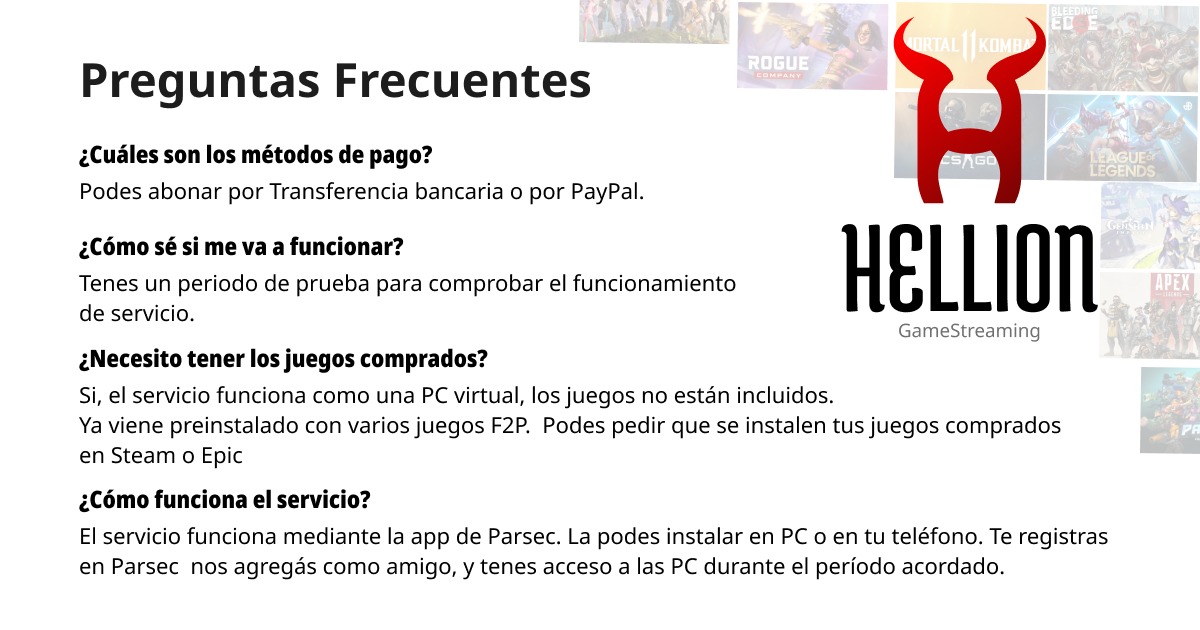 Preguntas Frecuentes
¿Cuáles son los métodos de pago?
Podes abonar por Transferencia bancaria o por PayPal.
¿Cómo sé si me va a funcionar?
Tenes un periodo de prueba para comprobar el funcionamiento
de servicio.
¿Necesito tener los juegos comprados?
Si, el servicio funciona como una PC virtual, los juegos no están incluidos.
Ya viene preinstalado con varios juegos F2P.  Podes pedir que se instalen tus juegos comprados
en Steam o Epic
¿Cómo funciona el servicio?
El servicio funciona mediante la app de Parsec. La podes instalar en PC o en tu teléfono. Te registras
en Parsec  nos agregás como amigo, y tenes acceso a las PC durante el período acordado.
ROGUE
COMPANY
BLEEDING
EDGE
CSGO
LEAGUE OF
LEGENDS
GENSHIN
APEX
LEGENDS
HELLION
GameStreaming